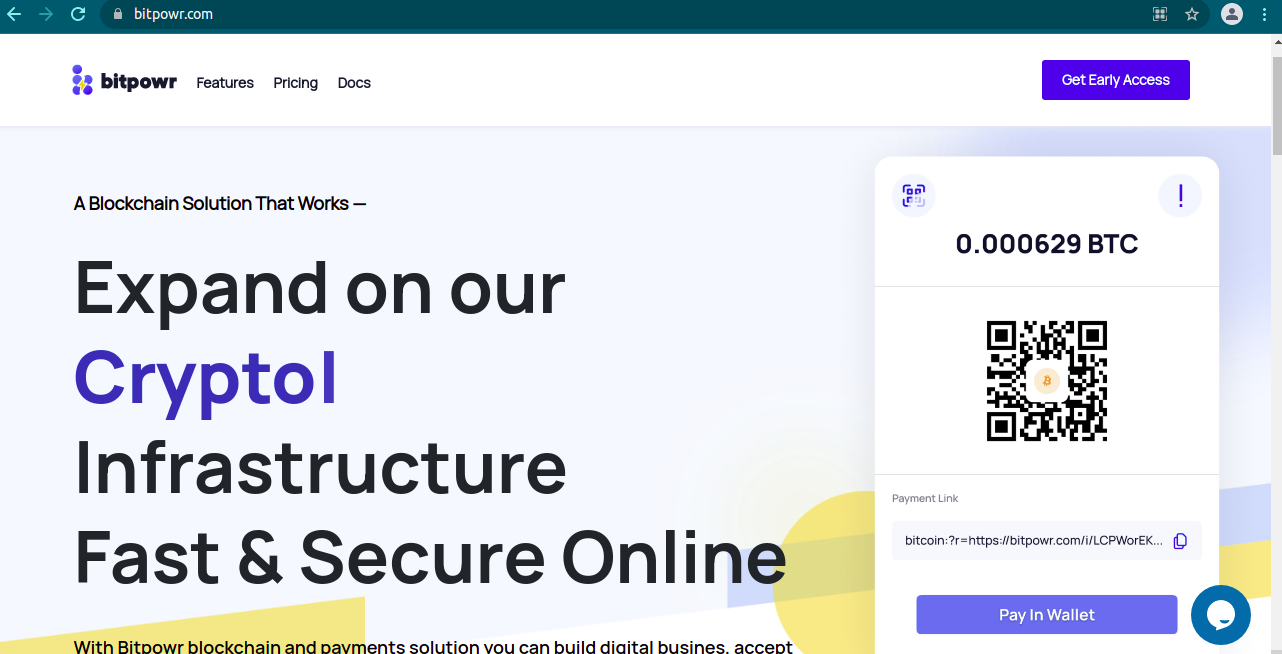 bitpowr.com
bitpowr Features Pricing Docs Get Early Access
A Blockchain Solution That Works —
Expand on our
Cryptol
Infrastructure
Fast & Secure Online
With Bitpowr blockchain and payments solution you can build digital busines, accept
0.000629 BTC
Payment Link
bitcoin:?r=https://bitpowr.com/i/LCPWorEK...
Pay In Wallet